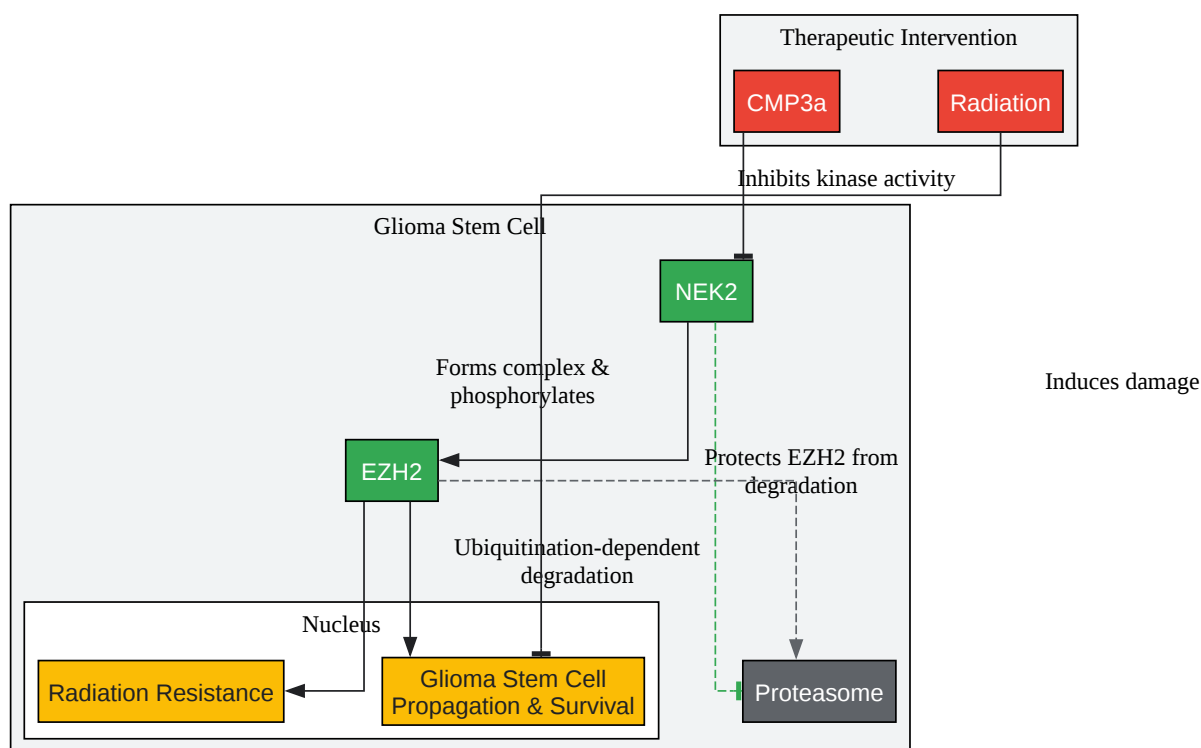 Therapeutic Intervention
CMP3a
Radiation
Inhibits kinase activity
Glioma Stem Cell
NEK2
Forms complex &
phosphorylates
Induces damage
EZH2
Protects EZH2 from
degradation
Ubiquitination-dependent
degradation
Nucleus
Radiation Resistance
Glioma Stem Cell
Propagation & Survival
Proteasome